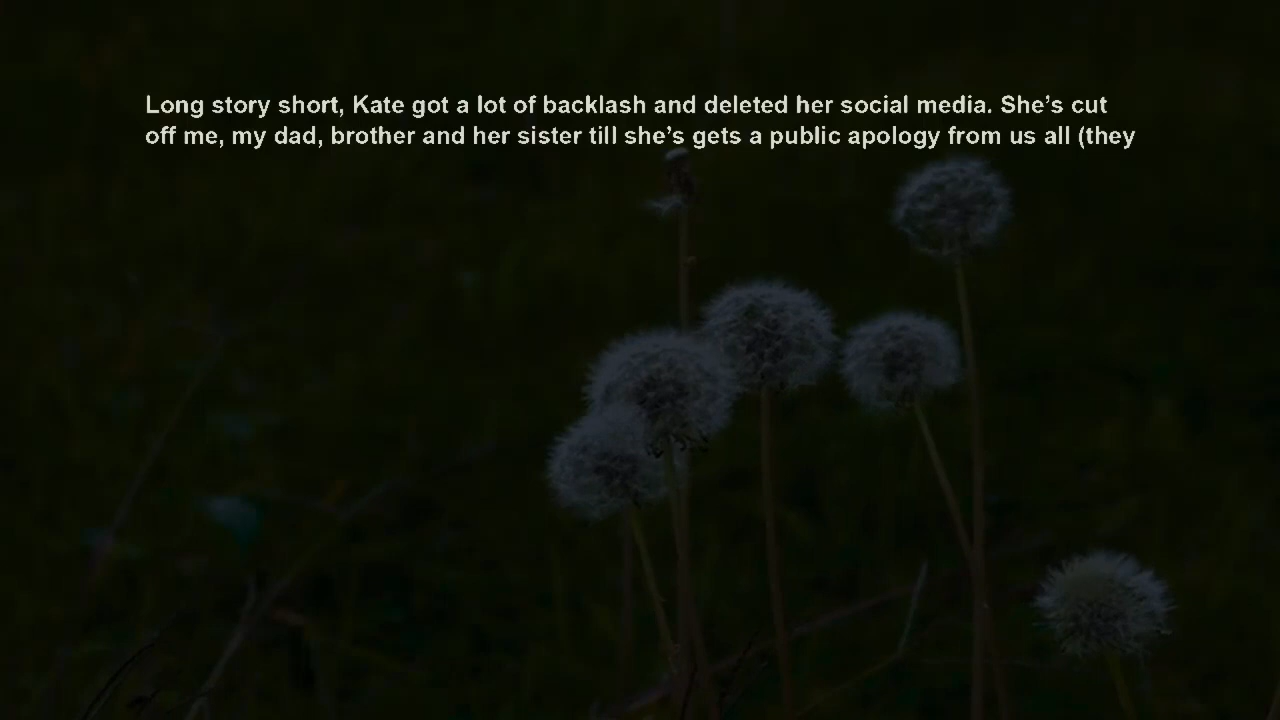 Long story short, Kate got a lot of backlash and deleted her social media. She’s cut
off me, my dad, brother and her sister till she’s gets a public apology from us all (they